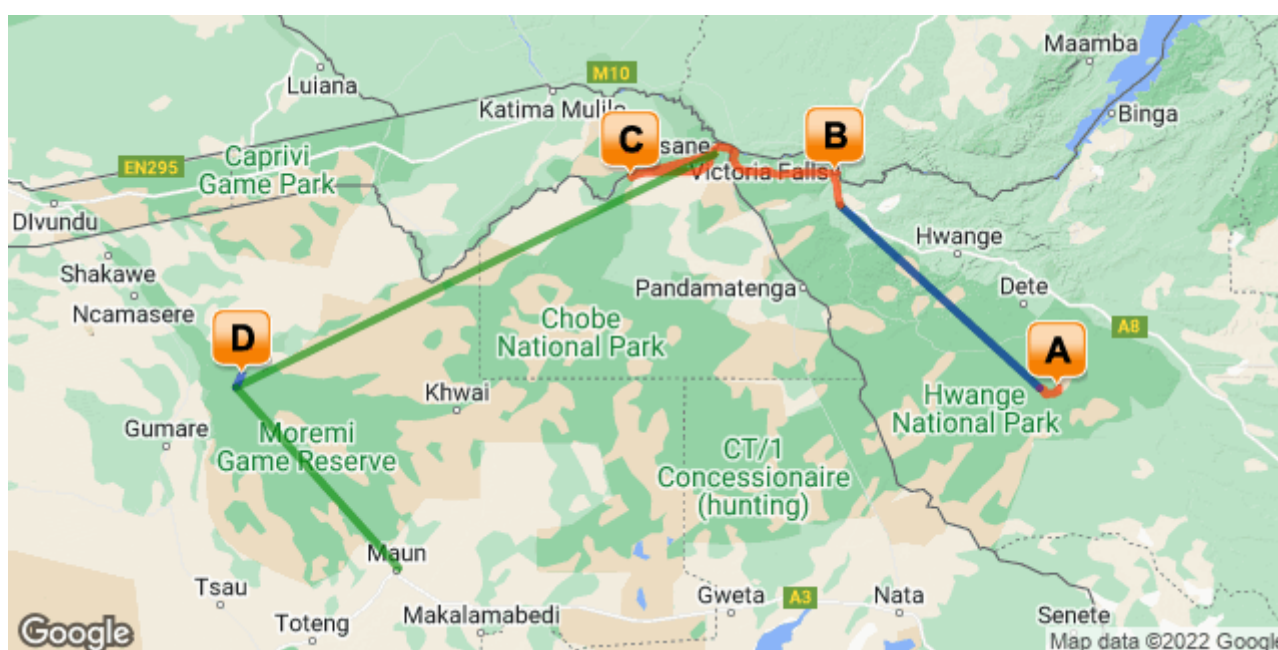 Maamba
M10
Luiana
Katima Mulilo
Binga
C
B
sane
EN295
Caprivi
Game Park
Victoria Falls
DIvundu
Hwange
Shakawe
Pandamatenga
Dete
Ncamasere
D
Chobe
National Park
A8
A
Khwai
Hwange
National Park
Gumare
Moremi
Game Reserve
CT/1
Concessionaire
(hunting)
Maun
Tsau
Gweta
A3
Nata
Toteng
Makalamabedi
Senete
Google
Map data ©2022 Google